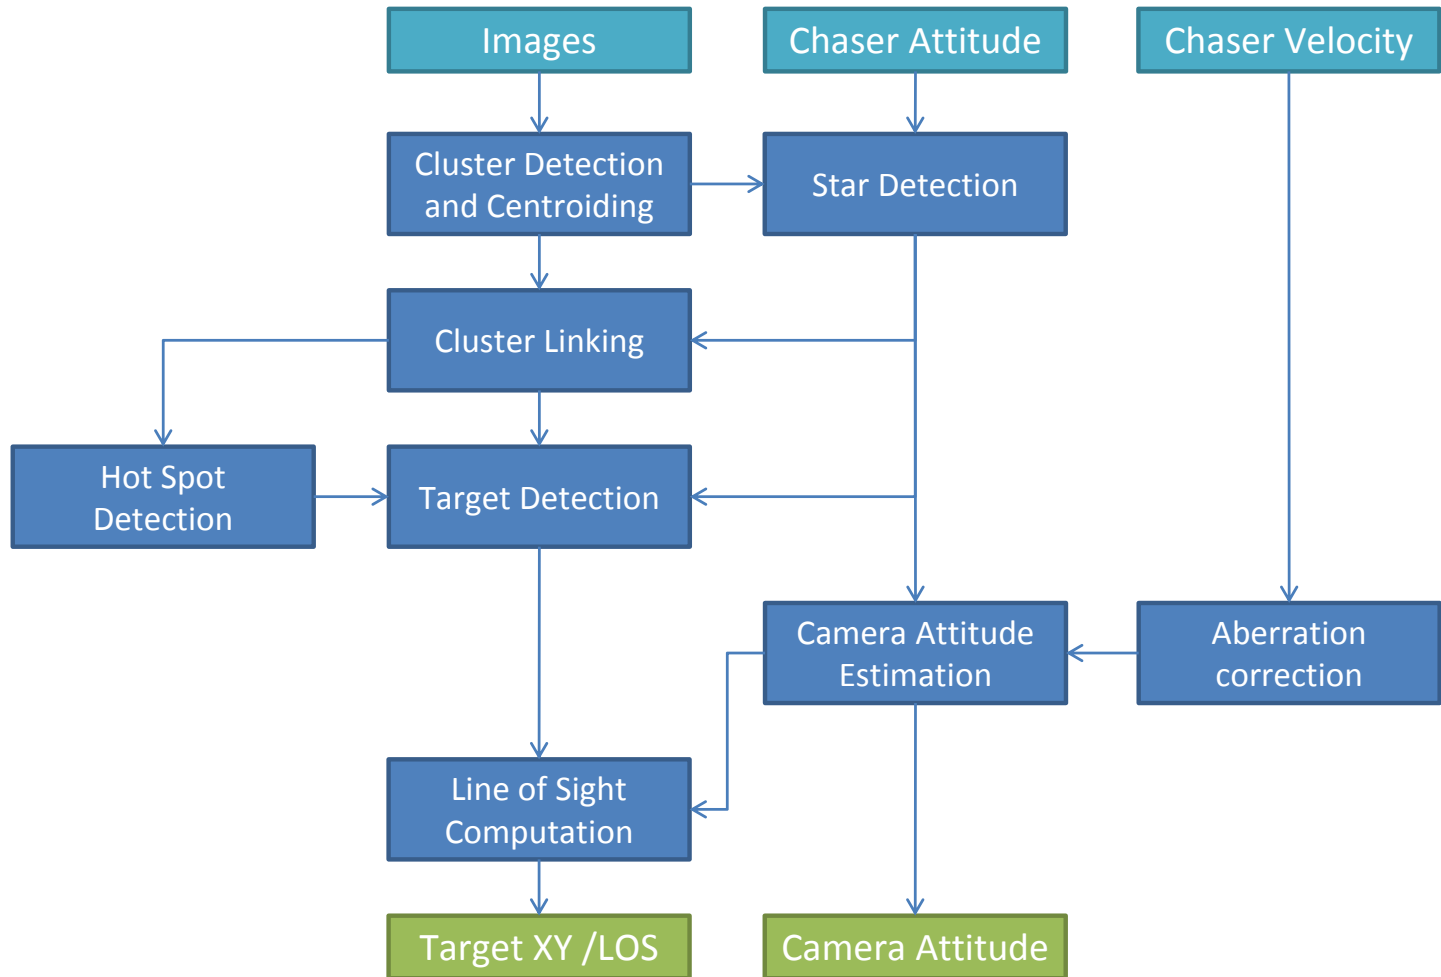 Images
Chaser Attitude
Chaser Velocity
Cluster Detection
and Centroiding
Star Detection
Cluster Linking
Hot Spot
Detection
Target Detection
Camera Attitude
Estimation
Aberration
correction
Line of Sight
Computation
Target XY /LOS
Camera Attitude